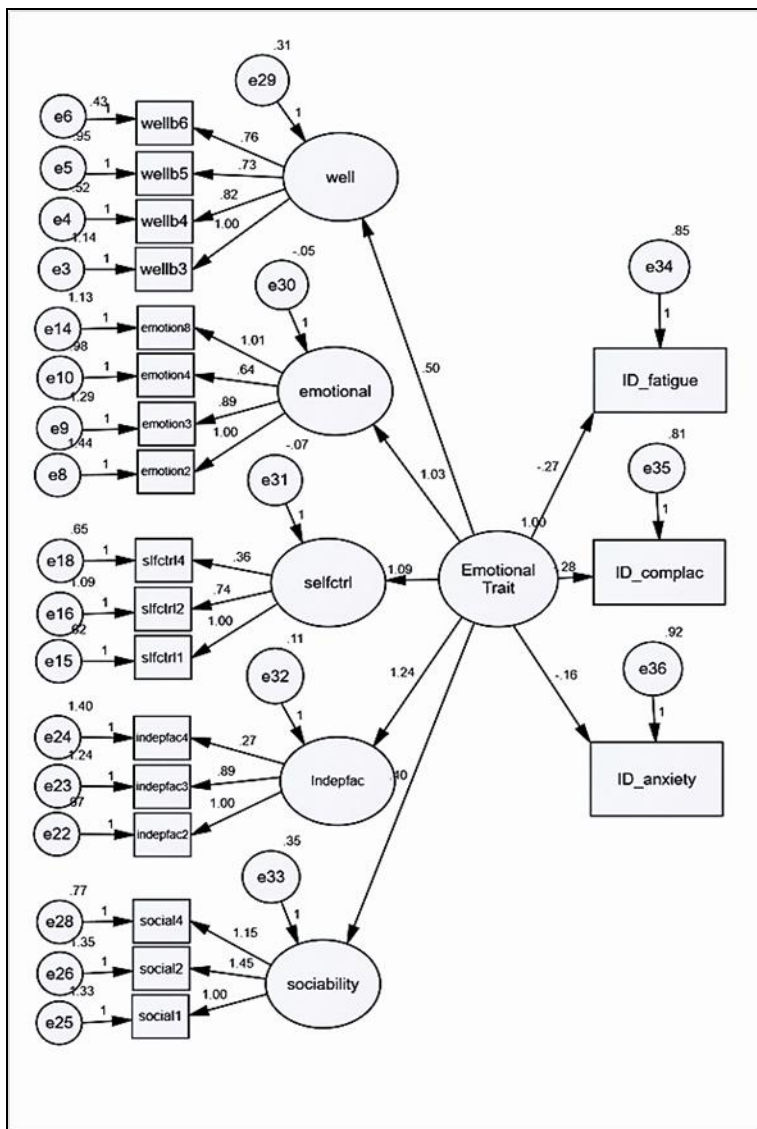 .31
e29
1
.43
e6
1
wellb6
.76
.95
e5
1
wellb5
.73
well
.52
e4
1
wellb4
.82
1.14
e3
1
wellb3
1.00
-.05
e30
1
1.13
e14
1
emotion8
1.01
.98
e10
1
emotion4
.64
emotional
1.29
e9
1
emotion3
.89
1.44
e8
1
emotion2
1.00
-.07
e31
1
.65
e18
1
slfctrl4
.36
1.09
e16
1
slfctrl2
.74
selfctrl
.62
e15
1
slfctrl1
1.00
.11
e32
1
1.40
e24
1
indepfac4
.27
1.24
e23
1
indepfac3
.89
Indepfac
.97
e22
1
indepfac2
1.00
.35
e33
1
.77
e28
1
social4
1.15
1.35
e26
1
social2
1.45
sociability
1.33
e25
1
social1
1.00
.50
1.03
1.09
1.24
.40
1.00
Emotional
Trait
-.27
-.28
-.16
.85
e34
1
ID_fatigue
.81
e35
1
ID_complac
.92
e36
1
ID_anxiety